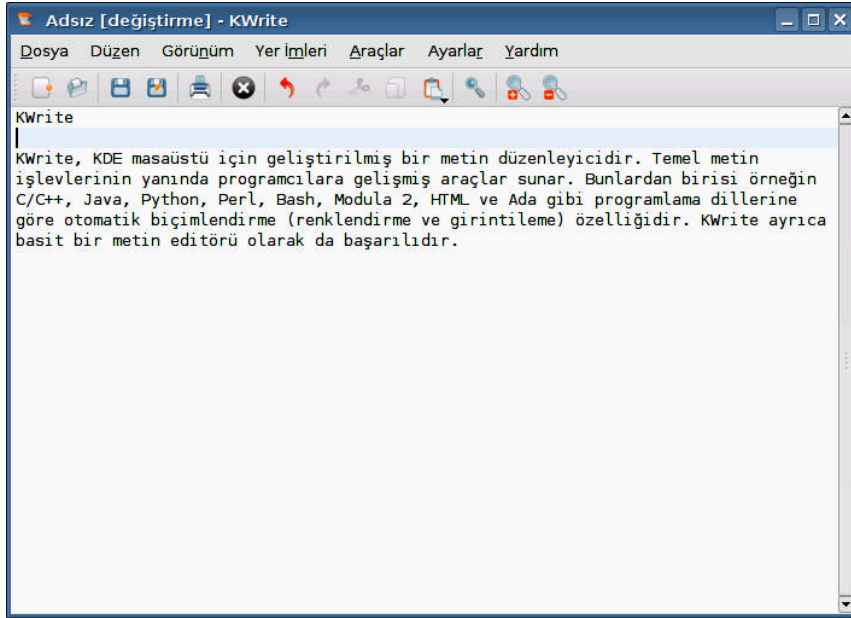 Adsız [değiştirme] - KWrite
Dosya Düzen Görünüm Yer İmleri Araçlar Ayarlar Yardım
KWrite
KWrite, KDE masaüstü için geliştirilmiş bir metin düzenleyicidir. Temel metin
işlevlerinin yanında programcılara gelişmiş araçlar sunar. Bunlardan birisi örneğin
C/C++, Java, Python, Perl, Bash, Modula 2, HTML ve Ada gibi programlama dillerine
göre otomatik biçimlendirme (renklendirme ve girintileme) özelliğidir. KWrite ayrıca
basit bir metin editörü olarak da başarılıdır.